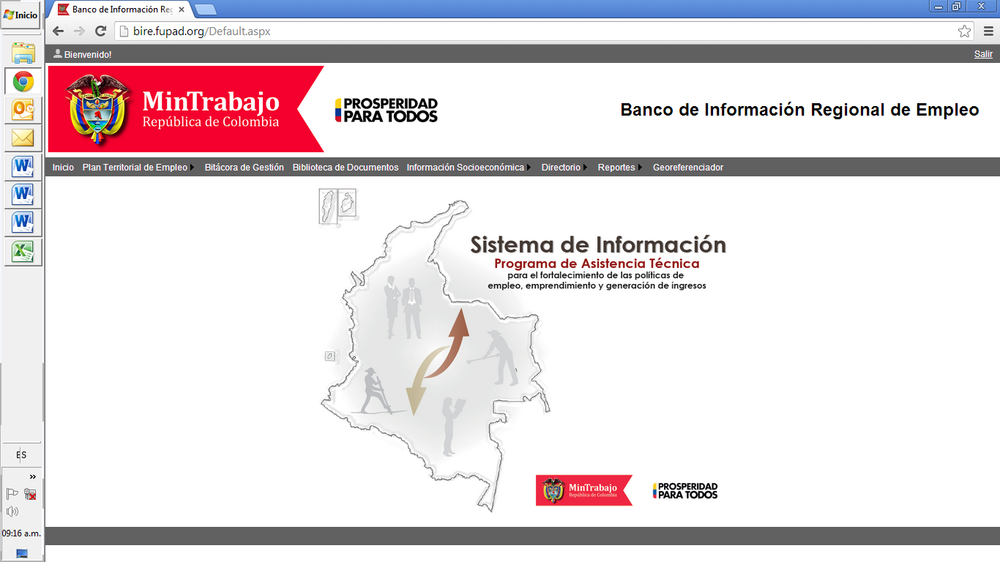 Inicio
Banco de Información Reg
bire.fupad.org/Default.aspx
Bienvenido!
Salir
MinTrabajo
República de Colombia
PROSPERIDAD
PARA TODOS
Banco de Información Regional de Empleo
Inicio Plan Territorial de Empleo Bitácora de Gestión Biblioteca de Documentos Información Socioeconómica Directorio Reportes Georeferenciador
Sistema de Información
Programa de Asistencia Técnica
para el fortalecimiento de las políticas de
empleo, emprendimiento y generación de ingresos
MinTrabajo
República de Colombia
PROSPERIDAD
PARA TODOS
ES
09:16 a.m.